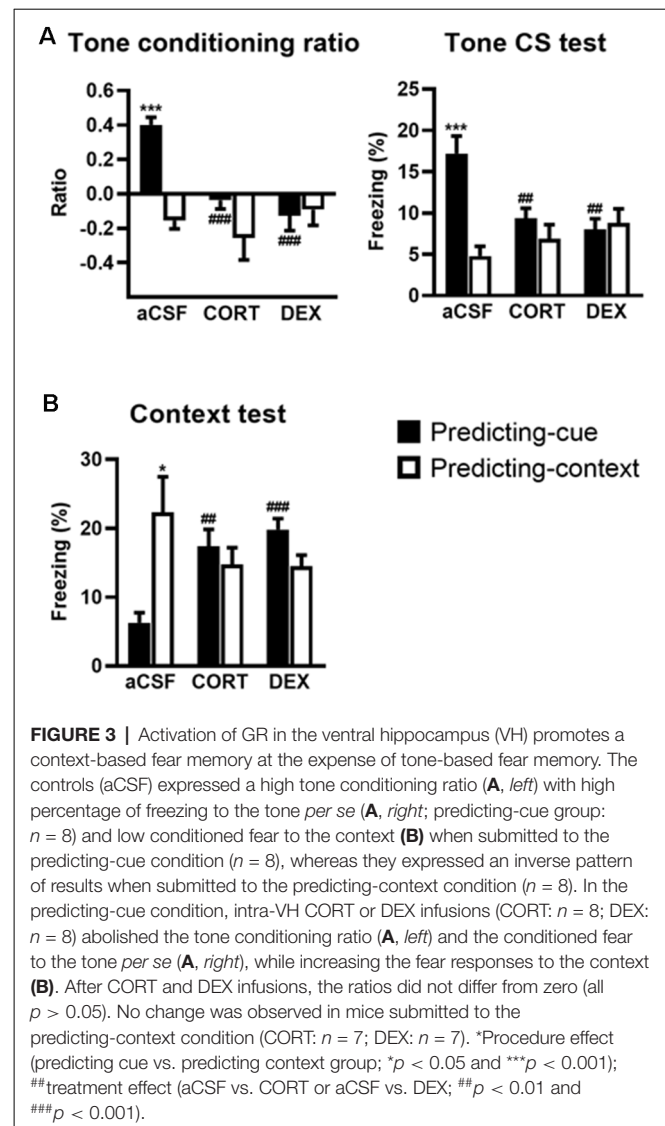 A
Tone conditioning ratio
0.6
0.4
0.2
0.0
-0.2
-0.4
Ratio
***
###
###
aCSF CORT DEX
Tone CS test
25
20
15
10
5
0
Freezing (%)
***
##
##
aCSF CORT DEX
B
Context test
30
20
10
0
Freezing (%)
*
##
###
aCSF CORT DEX
Predicting-cue
Predicting-context
FIGURE 3 | Activation of GR in the ventral hippocampus (VH) promotes a
context-based fear memory at the expense of tone-based fear memory. The
controls (aCSF) expressed a high tone conditioning ratio (A, left) with high
percentage of freezing to the tone per se (A, right; predicting-cue group:
n = 8) and low conditioned fear to the context (B) when submitted to the
predicting-cue condition (n = 8), whereas they expressed an inverse pattern
of results when submitted to the predicting-context condition (n = 8). In the
predicting-cue condition, intra-VH CORT or DEX infusions (CORT: n = 8; DEX:
n = 8) abolished the tone conditioning ratio (A, left) and the conditioned fear
to the tone per se (A, right), while increasing the fear responses to the context
(B). After CORT and DEX infusions, the ratios did not differ from zero (all
p > 0.05). No change was observed in mice submitted to the
predicting-context condition (CORT: n = 7; DEX: n = 7). *Procedure effect
(predicting cue vs. predicting context group; *p < 0.05 and ***p < 0.001);
##treatment effect (aCSF vs. CORT or aCSF vs. DEX; ##p < 0.01 and
###p < 0.001).